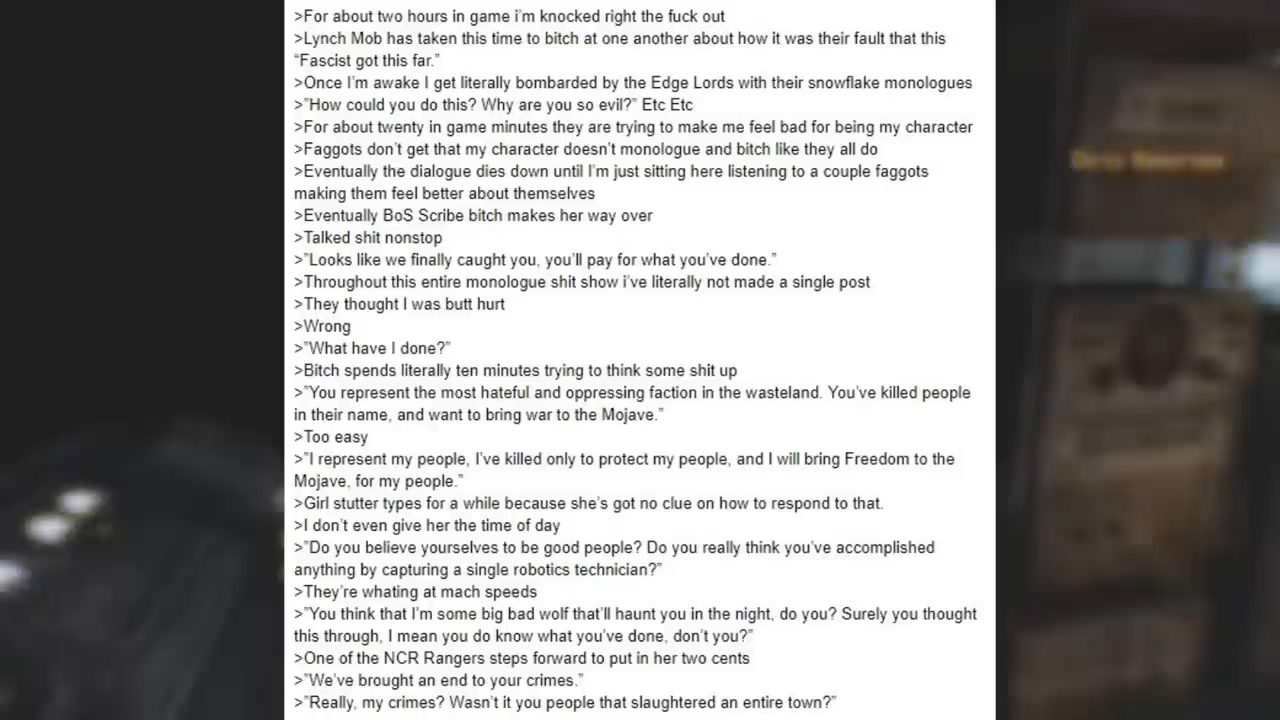 >For about two hours in game i'm knocked right the fuck out
>Lynch Mob has taken this time to bitch at one another about how it was their fault that this
“Fascist got this far.”
>Once I'm awake I get literally bombarded by the Edge Lords with their snowflake monologues
>”How could you do this? Why are you so evil?” Etc Etc
>For about twenty in game minutes they are trying to make me feel bad for being my character
>Faggots don't get that my character doesn't monologue and bitch like they all do
>Eventually the dialogue dies down until I'm just sitting here listening to a couple faggots
making them feel better about themselves
>Eventually BoS Scribe bitch makes her way over
>Talked shit nonstop
>”Looks like we finally caught you, you'll pay for what you've done.”
>Throughout this entire monologue shit show i've literally not made a single post
>They thought I was butt hurt
>Wrong
>”What have I done?”
>Bitch spends literally ten minutes trying to think some shit up
>”You represent the most hateful and oppressing faction in the wasteland. You've killed people
in their name, and want to bring war to the Mojave.”
>Too easy
>”I represent my people, I've killed only to protect my people, and I will bring Freedom to the
Mojave, for my people.”
>Girl stutter types for a while because she's got no clue on how to respond to that.
>I don't even give her the time of day
>”Do you believe yourselves to be good people? Do you really think you've accomplished
anything by capturing a single robotics technician?”
>They're whating at mach speeds
>”You think that I'm some big bad wolf that'll haunt you in the night, do you? Surely you thought
this through, I mean you do know what you've done, don't you?”
>One of the NCR Rangers steps forward to put in her two cents
>”We've brought an end to your crimes.”
>”Really, my crimes? Wasn't it you people that slaughtered an entire town?”